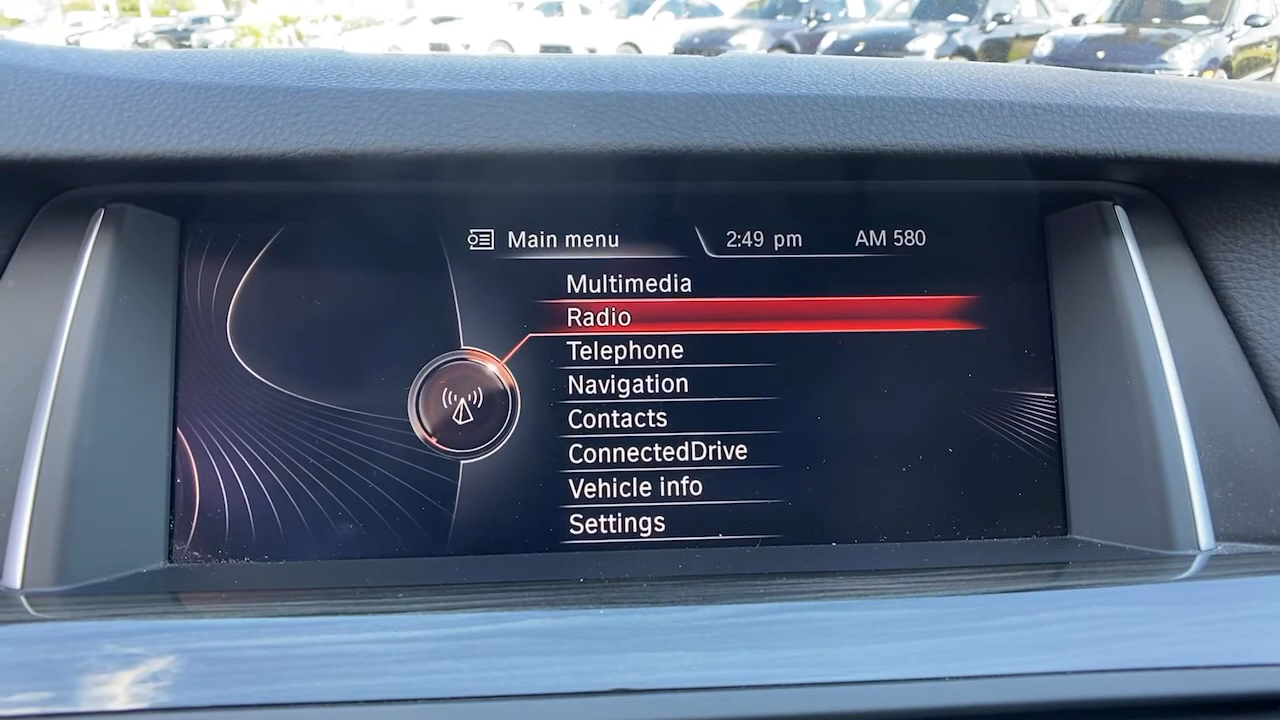 Main menu 2:49 pm AM 580
Multimedia
Radio
Telephone
Navigation
Contacts
ConnectedDrive
Vehicle info
Settings